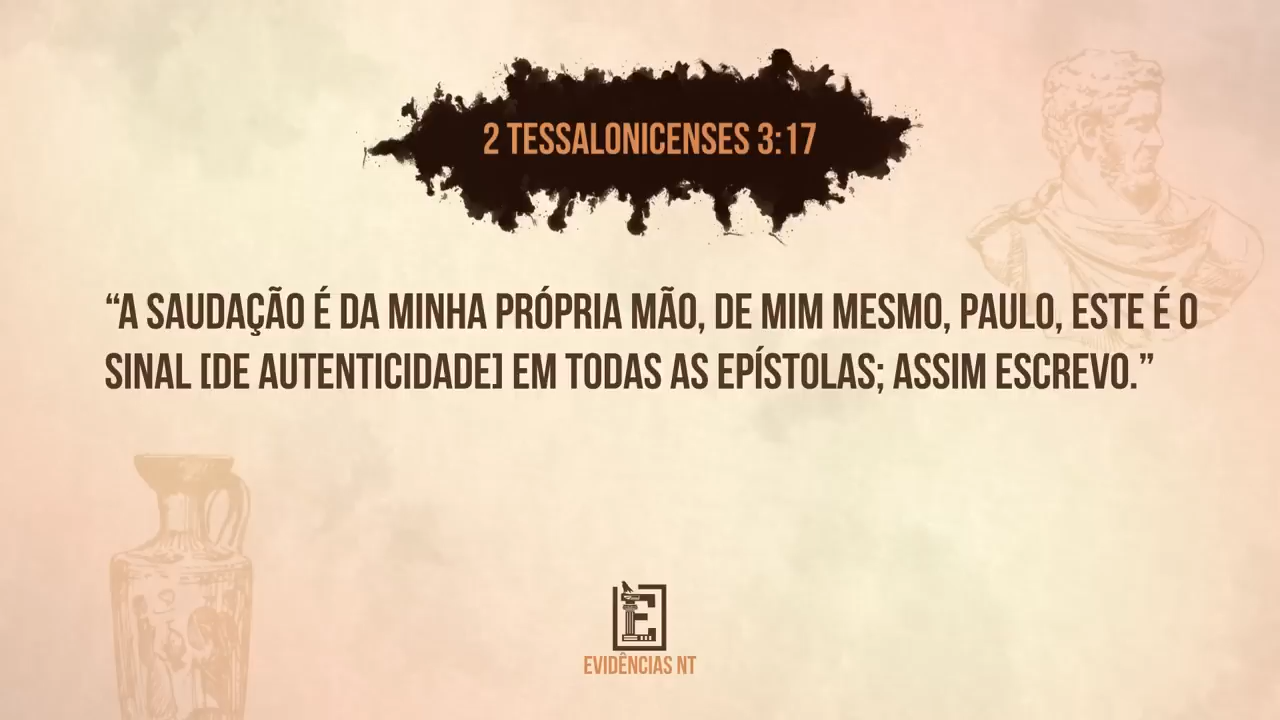 2 TESSALONICENSES 3:17
“A SAUDAÇÃO É DA MINHA PRÓPRIA MÃO, DE MIM MESMO, PAULO, ESTE É O
SINAL [DE AUTENTICIDADE] EM TODAS AS EPÍSTOLAS; ASSIM ESCREVO.”
E
EVIDÊNCIAS NT